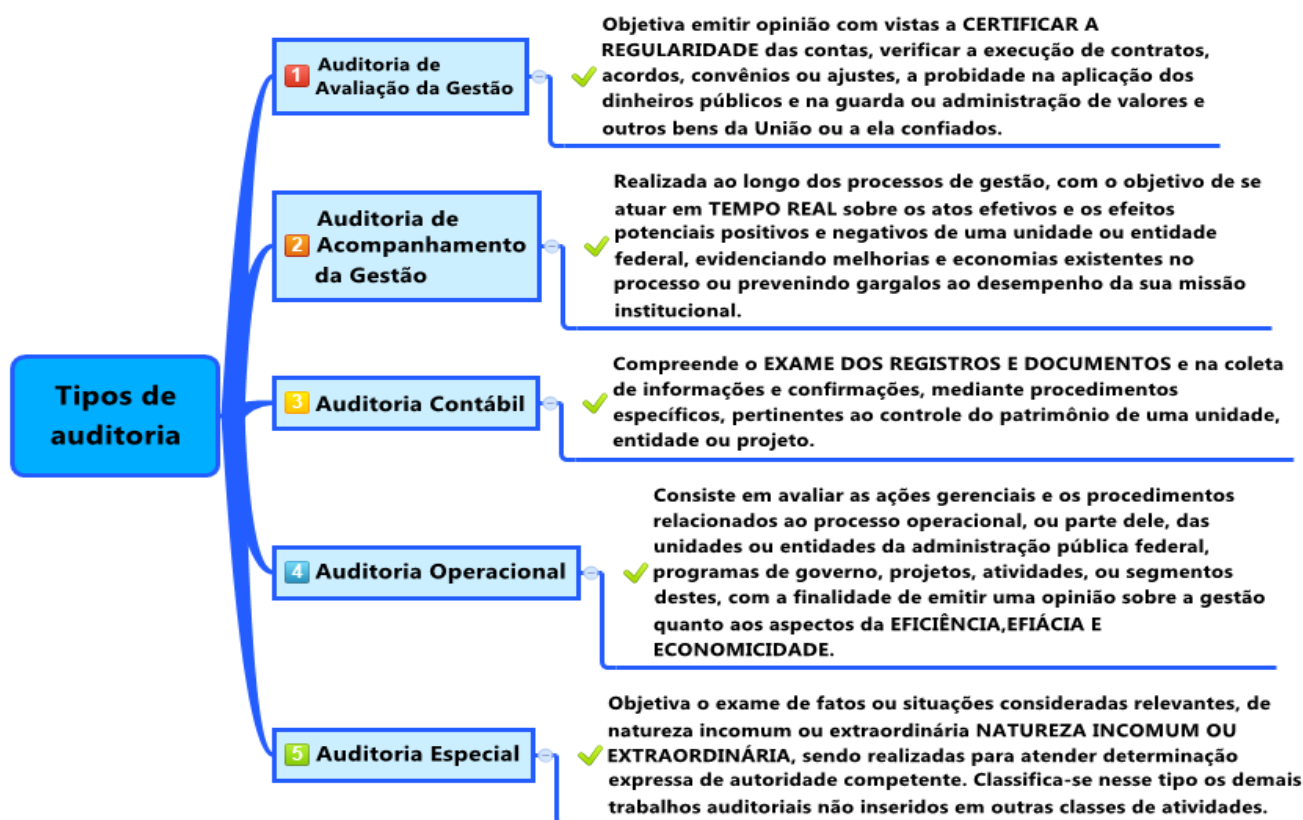 Tipos de
auditoria
1 Auditoria de
Avaliação da Gestão
Objetiva emitir opinião com vistas a CERTIFICAR A
REGULARIDADE das contas, verificar a execução de contratos,
acordos, convênios ou ajustes, a probidade na aplicação dos
dinheiros públicos e na guarda ou administração de valores e
outros bens da União ou a ela confiados.
Auditoria de
2 Acompanhamento
da Gestão
Realizada ao longo dos processos de gestão, com o objetivo de se
atuar em TEMPO REAL sobre os atos efetivos e os efeitos
potenciais positivos e negativos de uma unidade ou entidade
federal, evidenciando melhorias e economias existentes no
processo ou prevenindo gargalos ao desempenho da sua missão
institucional.
3 Auditoria Contábil
Compreende o EXAME DOS REGISTROS E DOCUMENTOS e na coleta
de informações e confirmações, mediante procedimentos
específicos, pertinentes ao controle do patrimônio de uma unidade,
entidade ou projeto.
4 Auditoria Operacional
Consiste em avaliar as ações gerenciais e os procedimentos
relacionados ao processo operacional, ou parte dele, das
unidades ou entidades da administração pública federal,
programas de governo, projetos, atividades, ou segmentos
destes, com a finalidade de emitir uma opinião sobre a gestão
quanto aos aspectos da EFICIÊNCIA,EFIÁCIA E
ECONOMICIDADE.
5 Auditoria Especial
Objetiva o exame de fatos ou situações consideradas relevantes, de
natureza incomum ou extraordinária NATUREZA INCOMUM OU
EXTRAORDINÁRIA, sendo realizadas para atender determinação
expressa de autoridade competente. Classifica-se nesse tipo os demais
trabalhos auditoriais não inseridos em outras classes de atividades.